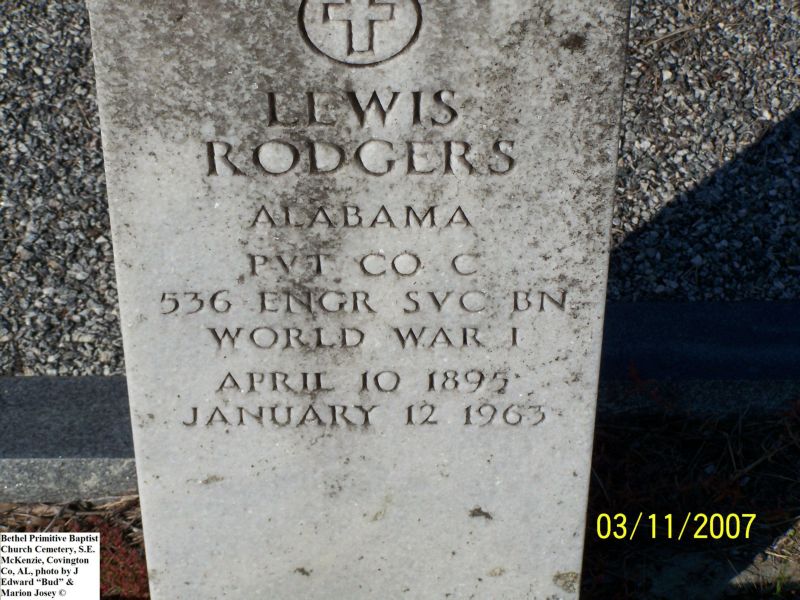 LEWIS
RODGERS
ALABAMA
PVT CO C
536 ENGR SVC BN
WORLD WAR I
APRIL 10 1895
JANUARY 12 1963
03/11/2007
Bethel Primitive Baptist
Church Cemetery, S.E.
McKenzie, Covington
Co, AL, photo by J
Edward “Bud” &
Marion Josey ©